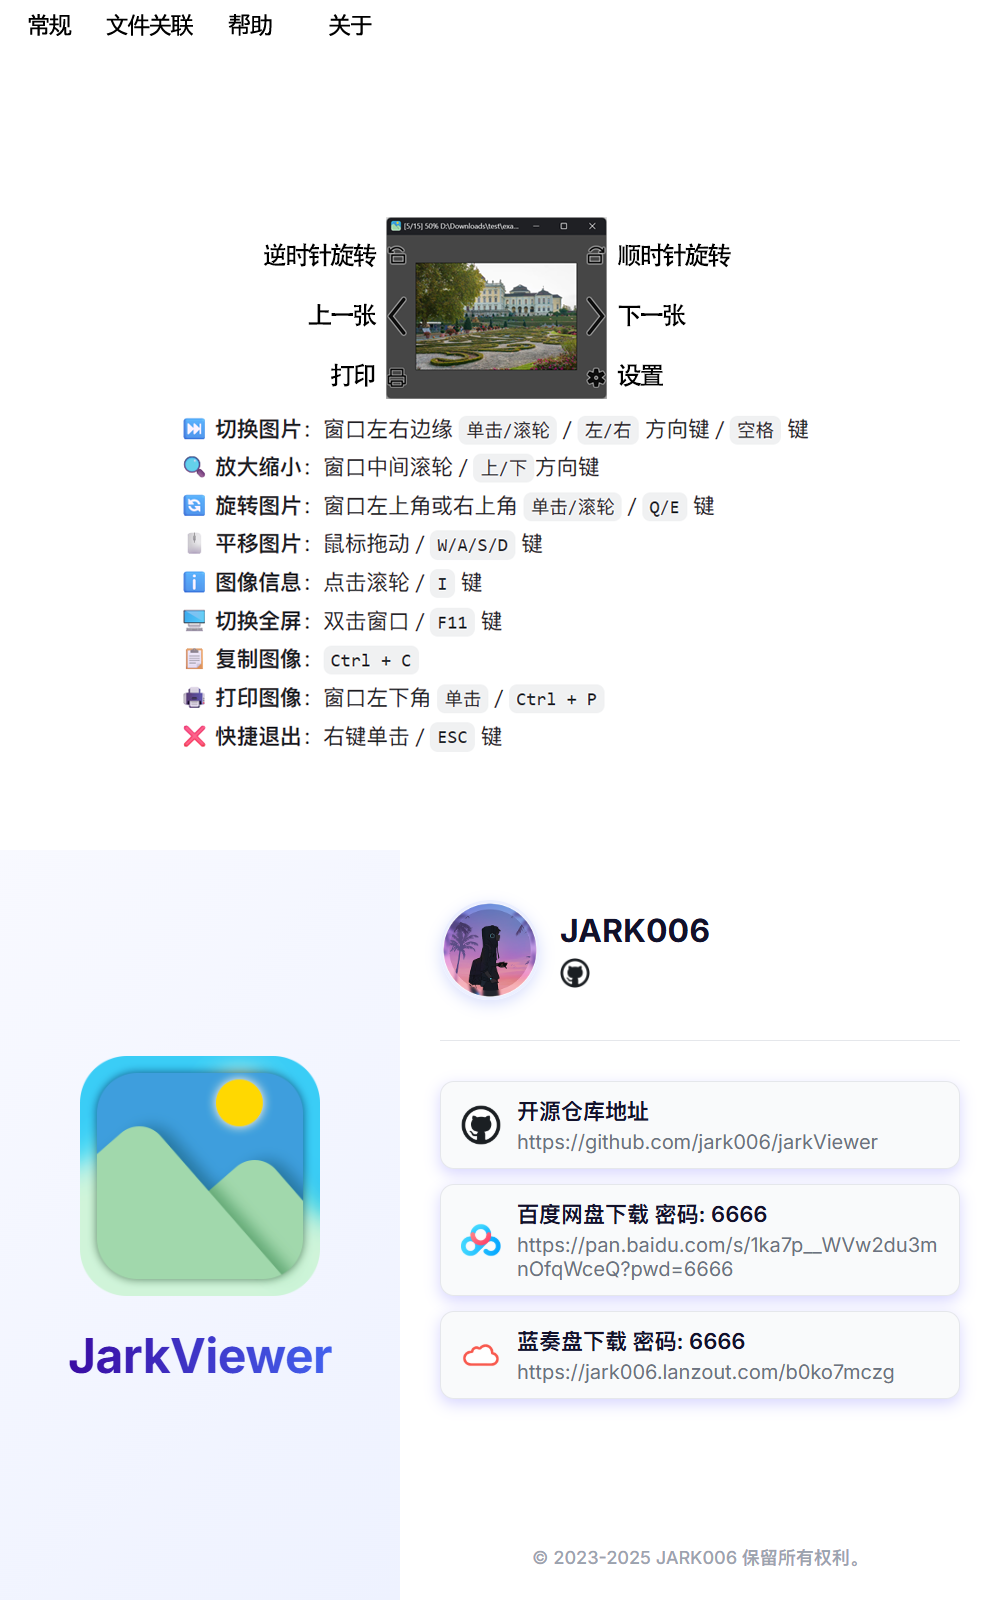 常规 文件关联 帮助 关于
[5/15] 50% D:\Downloads\test\exa...
逆时针旋转 顺时针旋转
上一张 下一张
打印 设置
切换图片：窗口左右边缘 单击/滚轮 / 左/右 方向键 / 空格 键
放大缩小：窗口中间滚轮 / 上/下 方向键
旋转图片：窗口左上角或右上角 单击/滚轮 / Q/E 键
平移图片：鼠标拖动 / W/A/S/D 键
图像信息：点击滚轮 / I 键
切换全屏：双击窗口 / F11 键
复制图像：Ctrl + C
打印图像：窗口左下角 单击 / Ctrl + P
快捷退出：右键单击 / ESC 键
JarkViewer
JARK006
开源仓库地址
https://github.com/jark006/jarkViewer
百度网盘下载 密码: 6666
https://pan.baidu.com/s/1ka7p__WVw2du3m
nOfqWceQ?pwd=6666
蓝奏盘下载 密码: 6666
https://jark006.lanzout.com/b0ko7mczg
© 2023-2025 JARK006 保留所有权利。